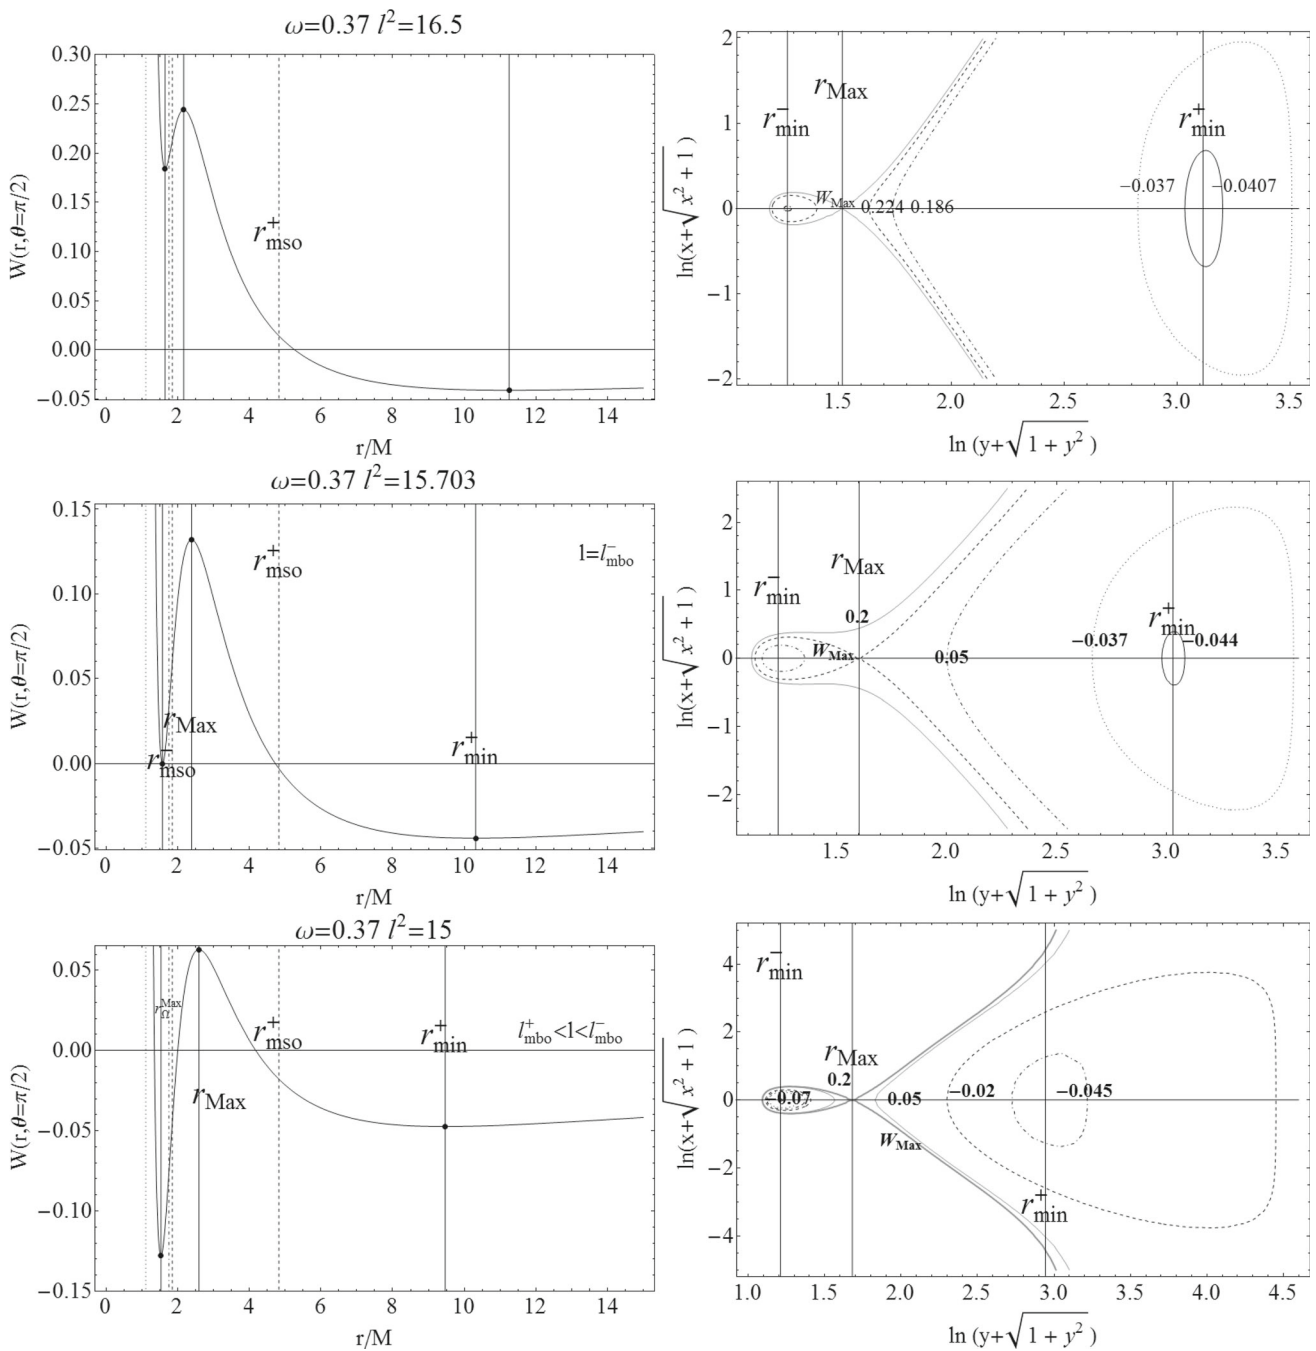 ω=0.37 l²=16.5
W(r,θ=π/2)
0.30
0.25
0.20
0.15
0.10
0.05
0.00
−0.05
r⁺mso
0 2 4 6 8 10 12 14
r/M
ln(x+√x² + 1)
2
1
0
−1
−2
r⁻min
rMax
r⁺min
WMax 0.224 0.186
−0.037
−0.0407
1.5 2.0 2.5 3.0 3.5
ln (y+√1 + y²)
ω=0.37 l²=15.703
W(r,θ=π/2)
0.15
0.10
0.05
0.00
−0.05
r⁺mso
l=l⁻mbo
rMax
r⁻mso
r⁺min
0 2 4 6 8 10 12 14
r/M
ln(x+√x² + 1)
2
1
0
−1
−2
r⁻min
rMax
0.2
WMax
0.05
−0.037
r⁺min
−0.044
1.5 2.0 2.5 3.0 3.5
ln (y+√1 + y²)
ω=0.37 l²=15
W(r,θ=π/2)
0.05
0.00
−0.05
−0.10
−0.15
rΩMax
r⁺mso
r⁺min
l⁺mbo<l<l⁻mbo
rMax
0 2 4 6 8 10 12 14
r/M
ln(x+√x² + 1)
4
2
0
−2
−4
r⁻min
rMax
0.2
−0.07
0.05
−0.02
−0.045
WMax
r⁺min
1.0 1.5 2.0 2.5 3.0 3.5 4.0 4.5
ln (y+√1 + y²)